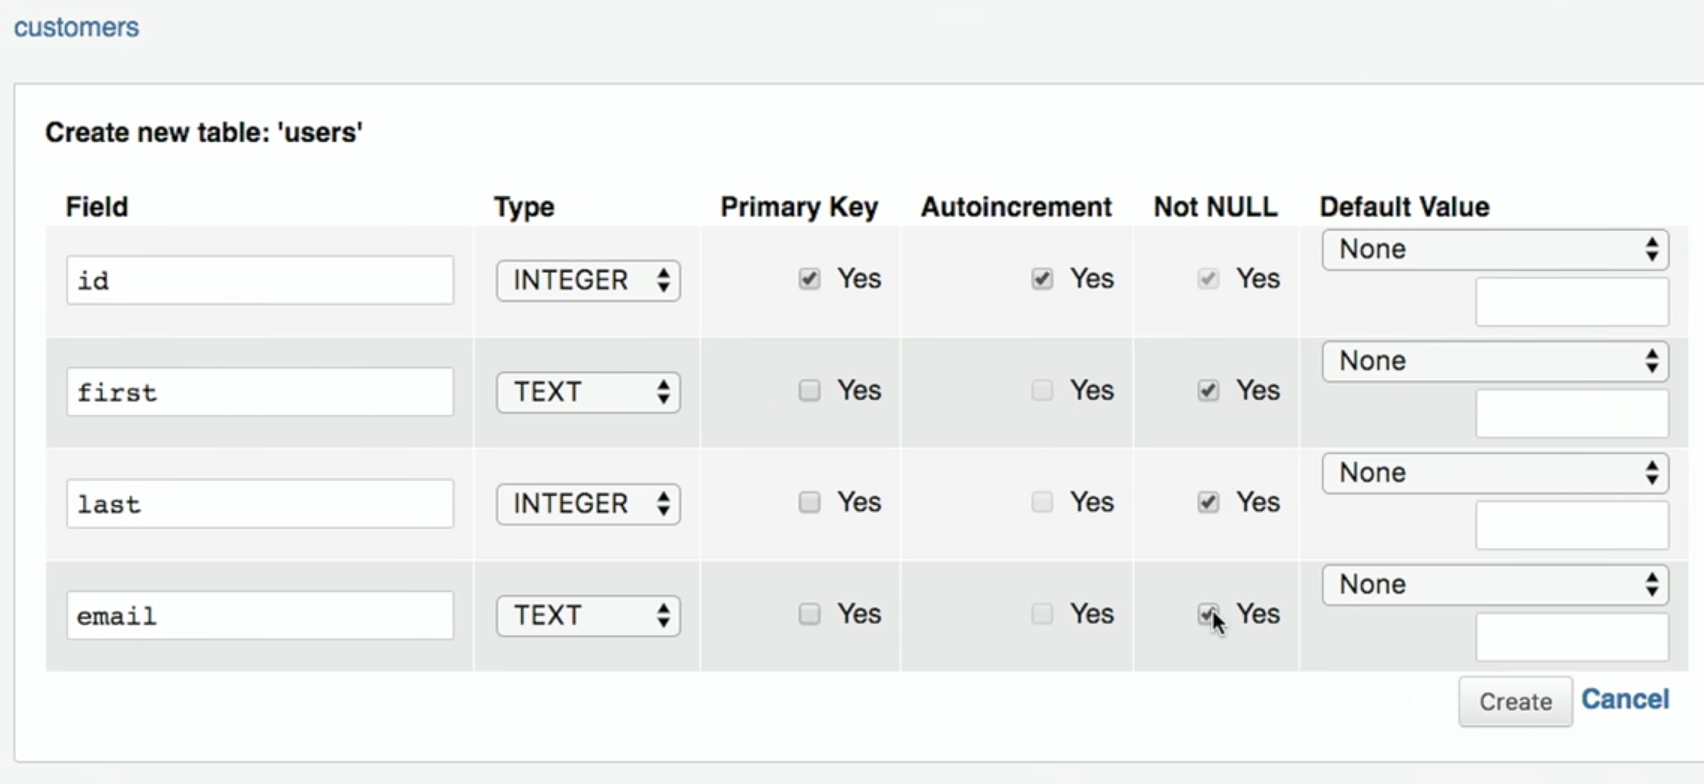 customers
Create new table: 'users'
Field Type Primary Key Autoincrement Not NULL Default Value
id INTEGER Yes Yes Yes None
first TEXT Yes Yes Yes None
last INTEGER Yes Yes Yes None
email TEXT Yes Yes Yes None
Create Cancel